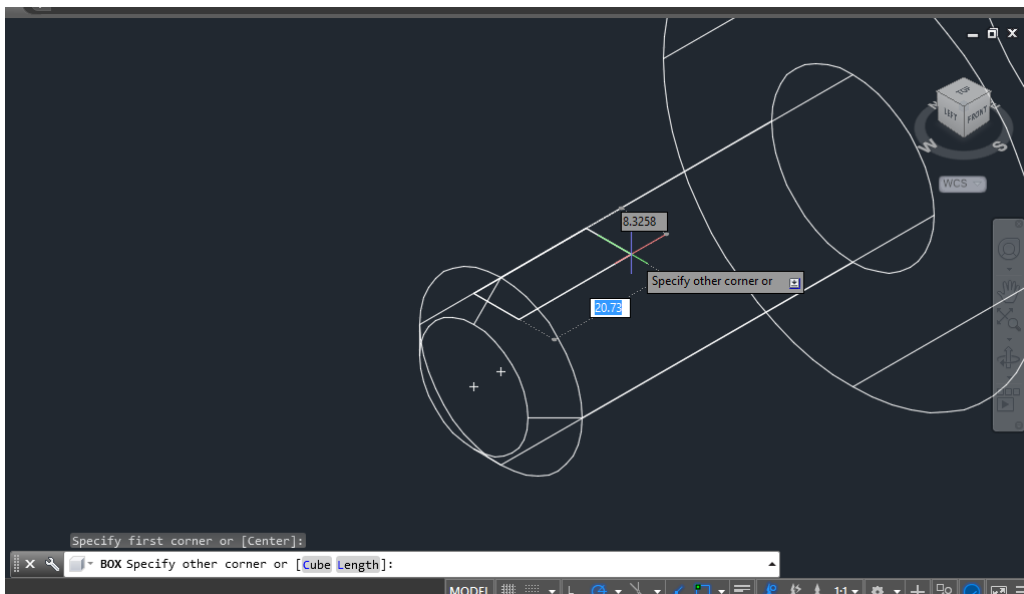 TOP
LEFT
FRONT
W
S
WCS
8.3258
Specify other corner or
20.73
Specify first corner or [Center]:
BOX Specify other corner or [Cube Length]:
MODEL
1:1